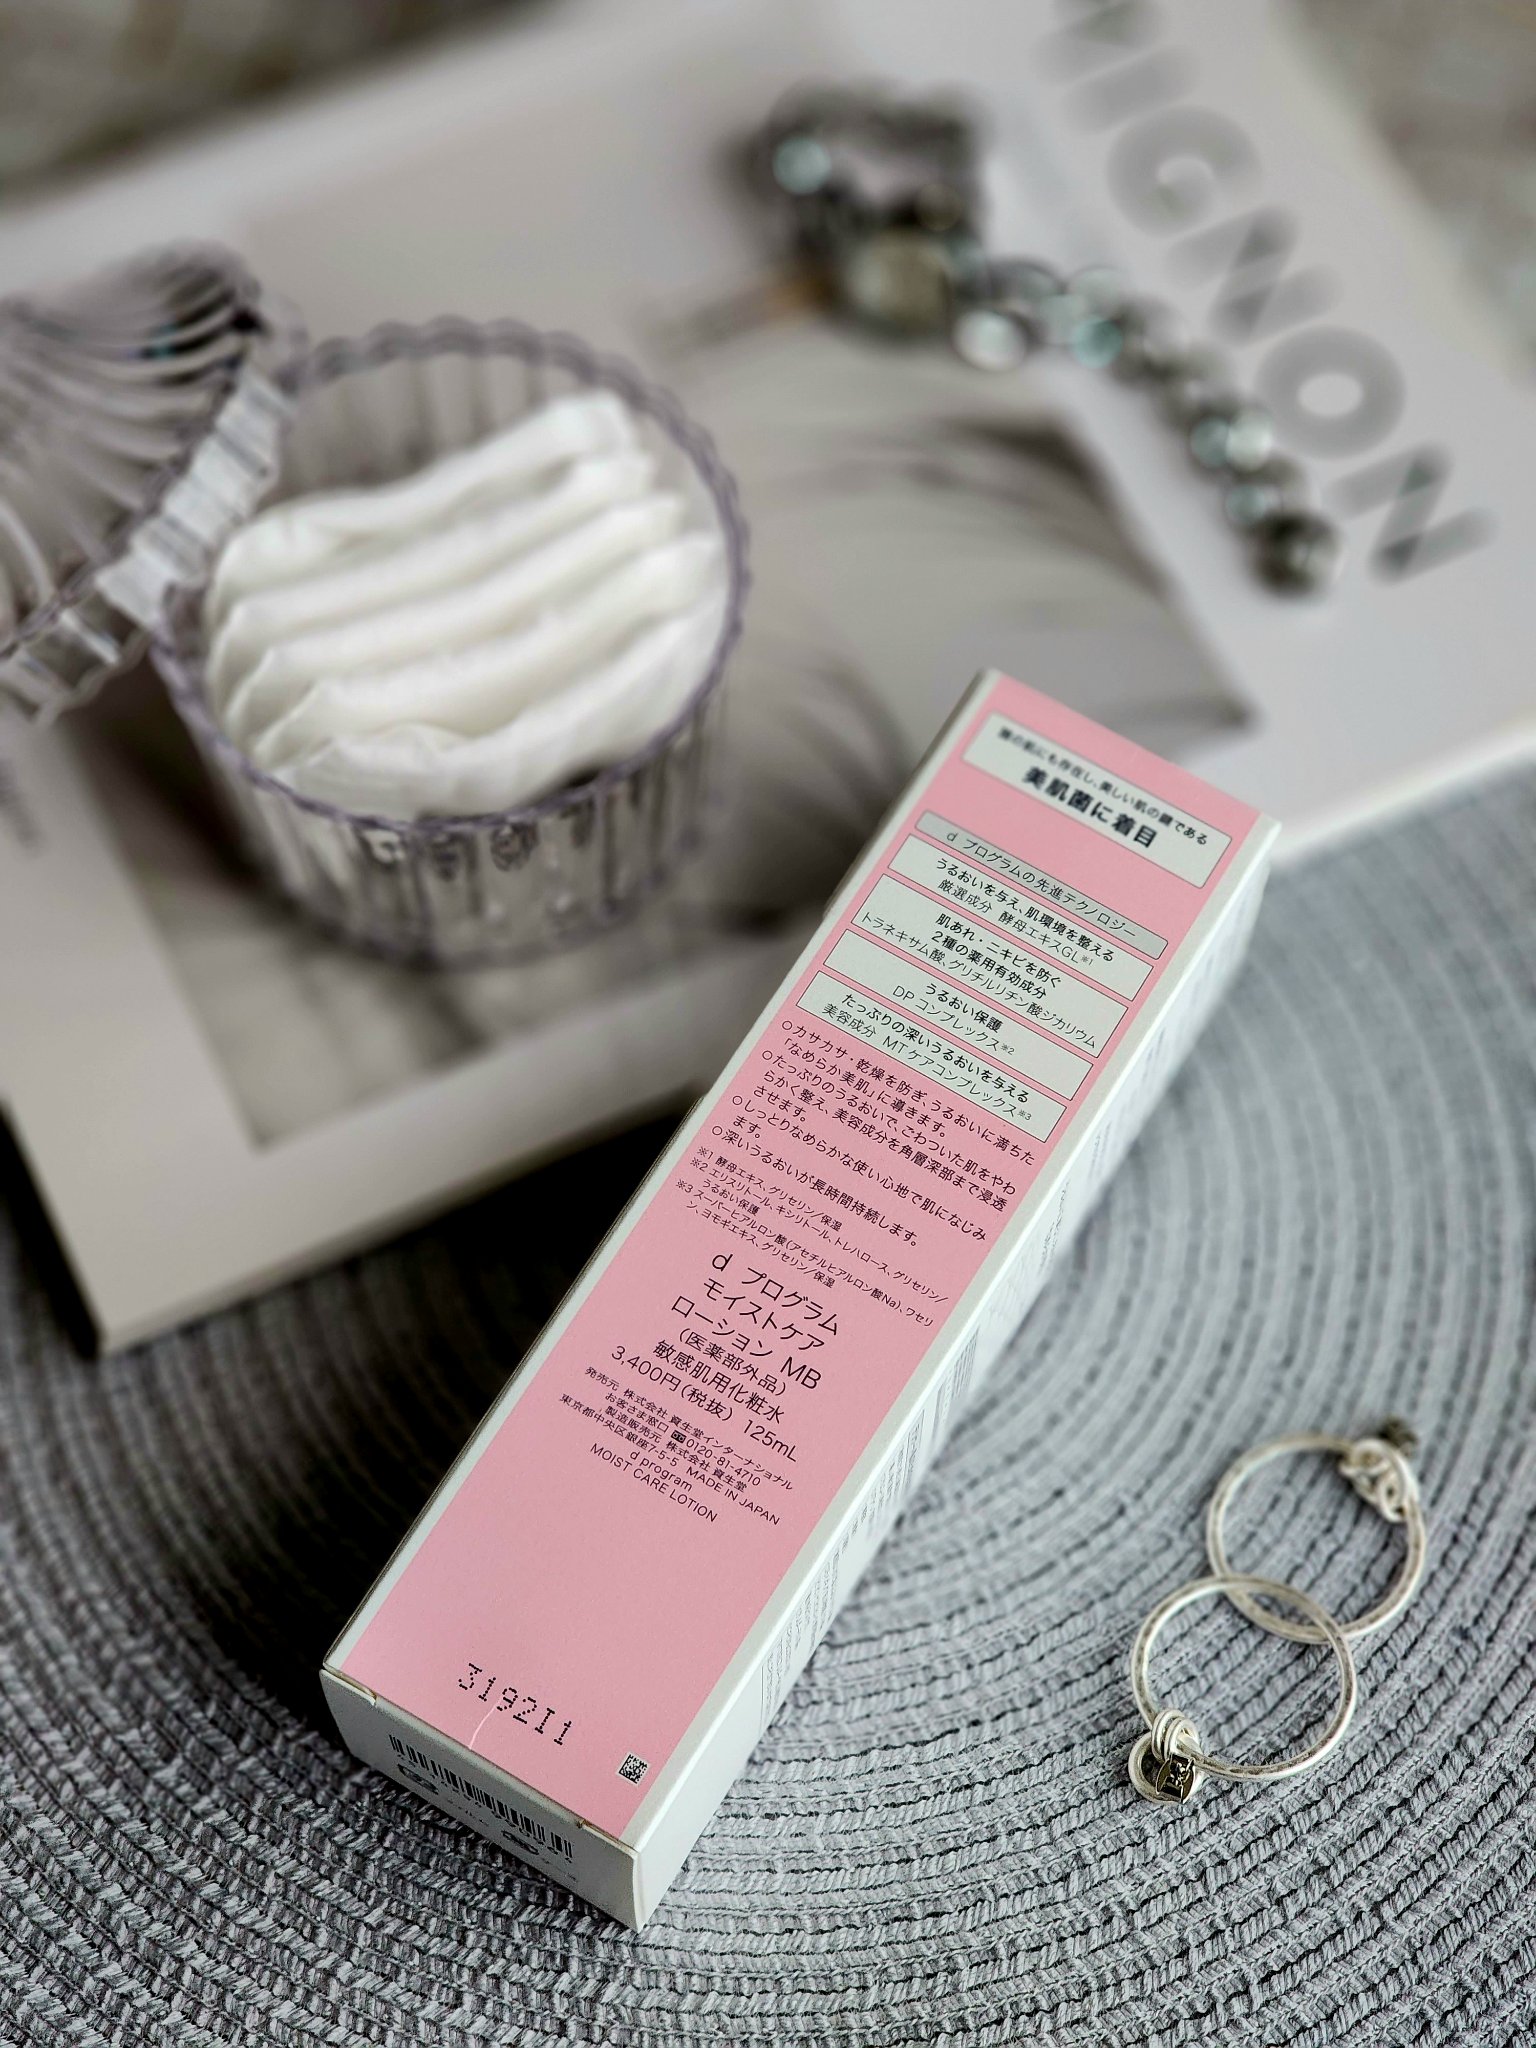 MIGNON
誰の肌にも存在し、美しい肌の鍵である
美肌菌に着目
d プログラムの先進テクノロジー
うるおいを与え、肌環境を整える
厳選成分 酵母エキスGL※1
肌あれ・ニキビを防ぐ
2種の薬用有効成分
トラネキサム酸、グリチルリチン酸ジカリウム
うるおい保護
DP コンプレックス※2
たっぷりの深いうるおいを与える
美容成分 MTケアコンプレックス※3
○カサカサ・乾燥を防ぎ、うるおいに満ちた
「なめらか美肌」に導きます。
○たっぷりのうるおいで、ごわついた肌をやわ
らかく整え、美容成分を角層深部まで浸透
させます。
○しっとりなめらかな使い心地で肌になじみ
ます。
○深いうるおいが長時間持続します。
※1 酵母エキス、グリセリン/保湿
※2 エリスリトール、キシリトール、トレハロース、グリセリン/
うるおい保護
※3 スーパーヒアルロン酸(アセチルヒアルロン酸Na)、ワセリ
ン、ヨモギエキス、グリセリン/保湿
d プログラム
モイストケア
ローション MB
(医薬部外品)
敏感肌用化粧水
3,400円(税抜) 125mL
発売元 株式会社 資生堂インターナショナル
お客さま窓口 0120-81-4710
製造販売元 株式会社 資生堂
東京都中央区銀座7-5-5 MADE IN JAPAN
d program
MOIST CARE LOTION
3192I1